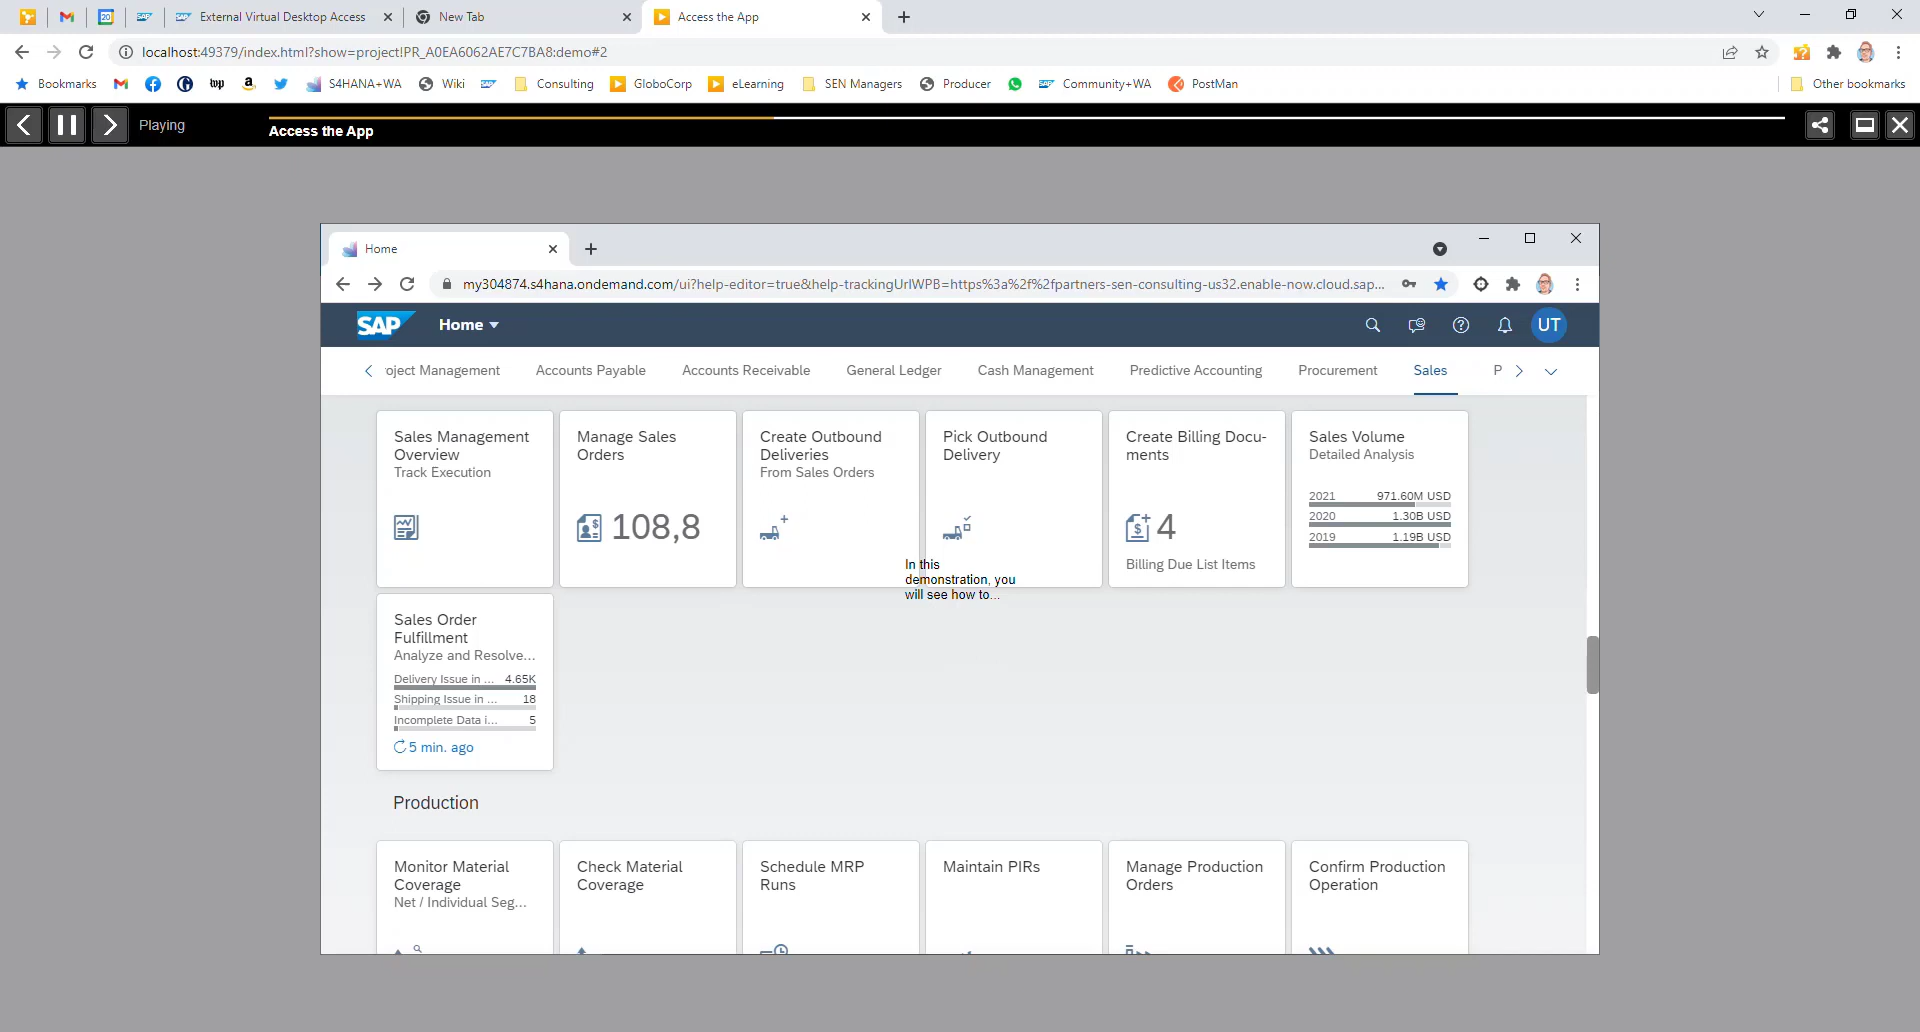 External Virtual Desktop Access
New Tab
Access the App
localhost:49379/index.html?show=project!PR_A0EA6062AE7C7BA8:demo#2
Bookmarks
S4HANA+WA
Wiki
Consulting
GloboCorp
eLearning
SEN Managers
Producer
Community+WA
PostMan
Other bookmarks
Playing
Access the App
Home
my304874.s4hana.ondemand.com/ui?help-editor=true&help-trackingUrlWPB=https%3a%2f%2fpartners-sen-consulting-us32.enable-now.cloud.sap...
SAP
Home
UT
oject Management
Accounts Payable
Accounts Receivable
General Ledger
Cash Management
Predictive Accounting
Procurement
Sales
P
Sales Management
Overview
Track Execution
Manage Sales
Orders
108,8
Create Outbound
Deliveries
From Sales Orders
Pick Outbound
Delivery
In this
demonstration, you
will see how to...
Create Billing Docu-
ments
4
Billing Due List Items
Sales Volume
Detailed Analysis
2021 971.60M USD
2020 1.30B USD
2019 1.19B USD
Sales Order
Fulfillment
Analyze and Resolve...
Delivery Issue in ... 4.65K
Shipping Issue in ... 18
Incomplete Data i... 5
5 min. ago
Production
Monitor Material
Coverage
Net / Individual Seg...
Check Material
Coverage
Schedule MRP
Runs
Maintain PIRs
Manage Production
Orders
Confirm Production
Operation